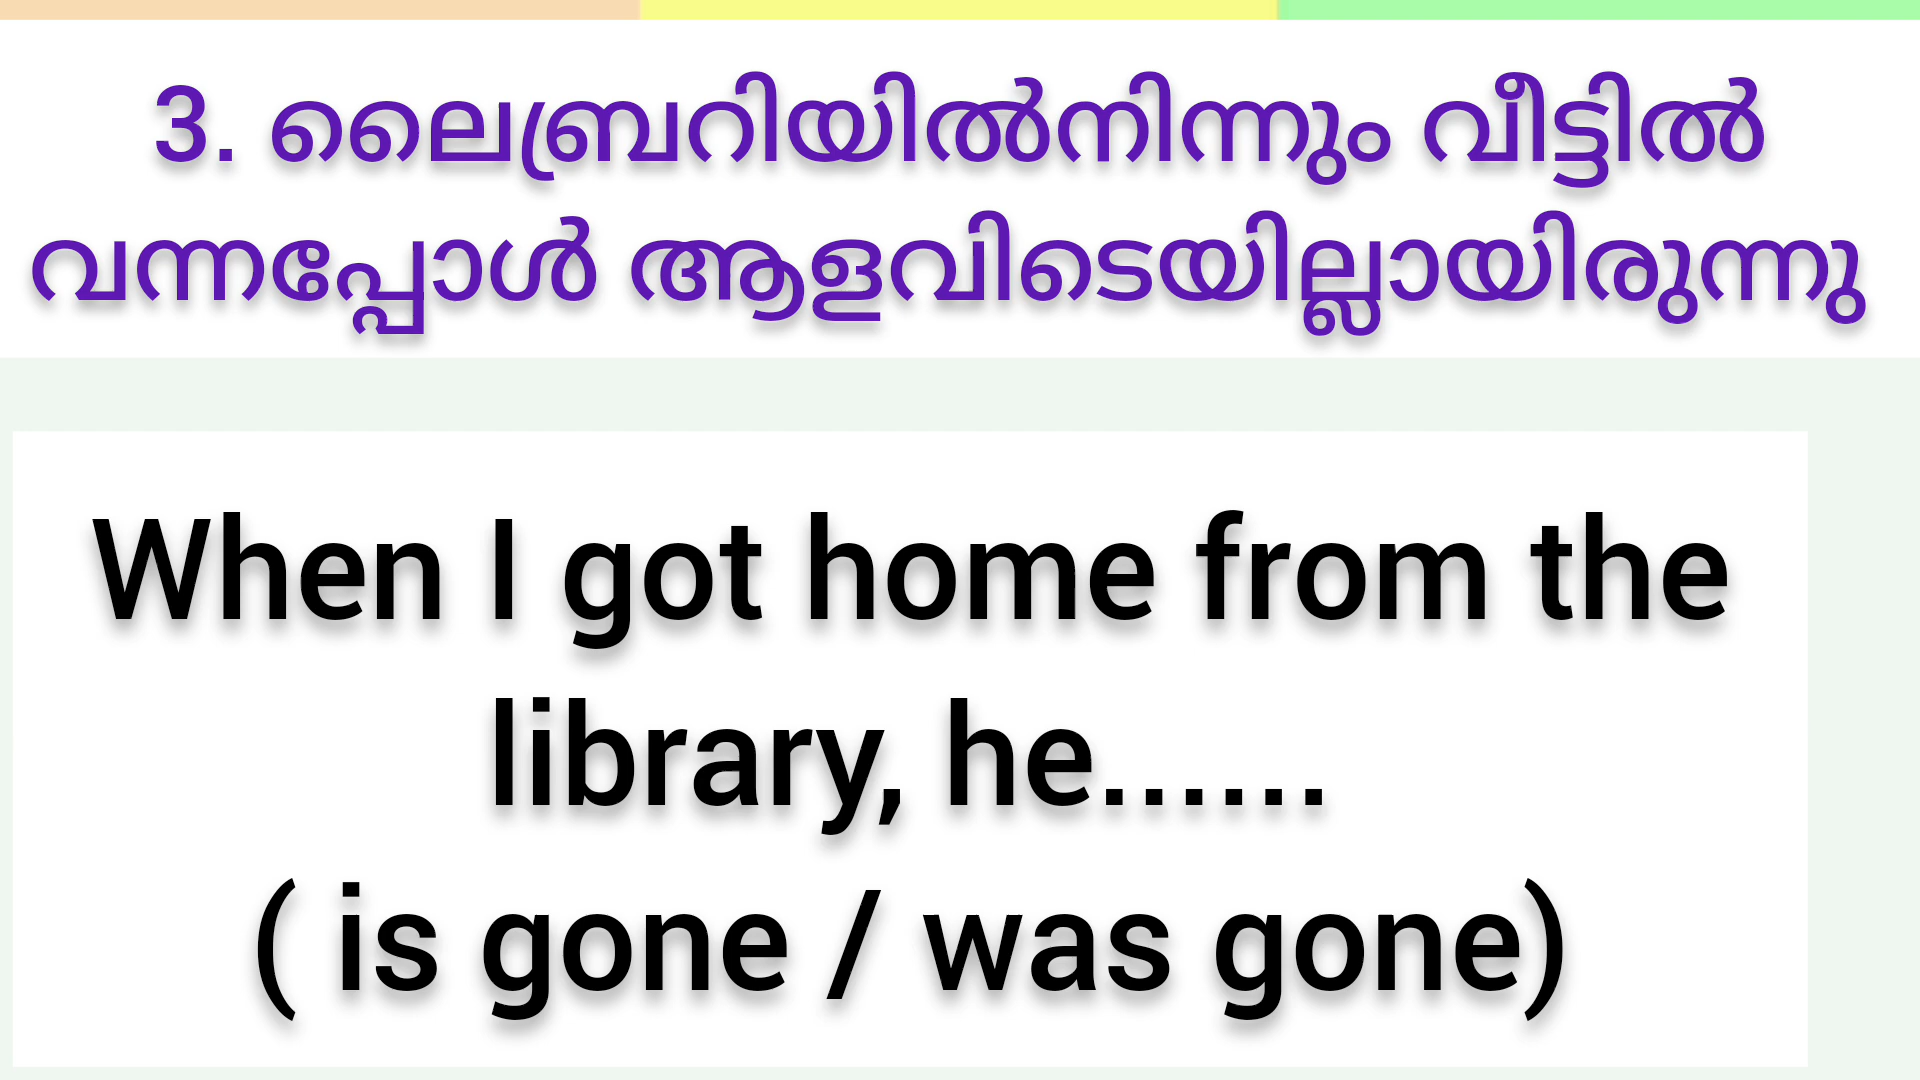 3. ലൈബ്രറിയിൽനിന്നും വീട്ടിൽ
വന്നപ്പോൾ ആളവിടെയില്ലായിരുന്നു
When I got home from the
library, he......
( is gone / was gone)